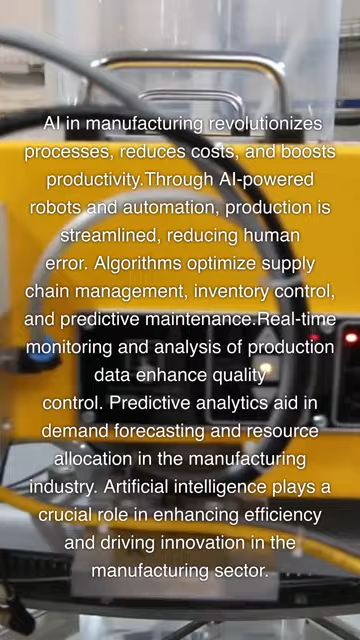 AI in manufacturing revolutionizes
processes, reduces costs, and boosts
productivity.Through AI-powered
robots and automation, production is
streamlined, reducing human
error. Algorithms optimize supply
chain management, inventory control,
and predictive maintenance.Real-time
monitoring and analysis of production
data enhance quality
control. Predictive analytics aid in
demand forecasting and resource
allocation in the manufacturing
industry. Artificial intelligence plays a
crucial role in enhancing efficiency
and driving innovation in the
manufacturing sector.